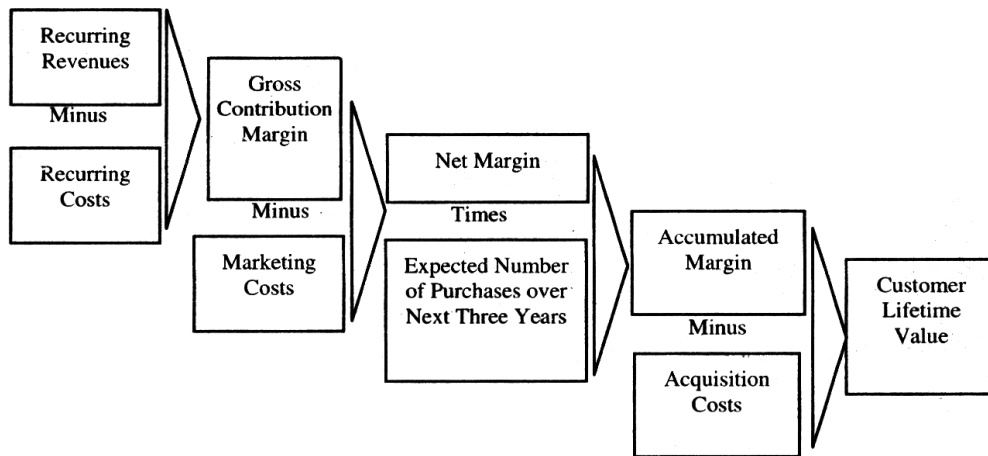 Recurring
Revenues
Minus
Recurring
Costs
Gross
Contribution
Margin
Minus
Marketing
Costs
Net Margin
Times
Expected Number
of Purchases over
Next Three Years
Accumulated
Margin
Minus
Acquisition
Costs
Customer
Lifetime
Value